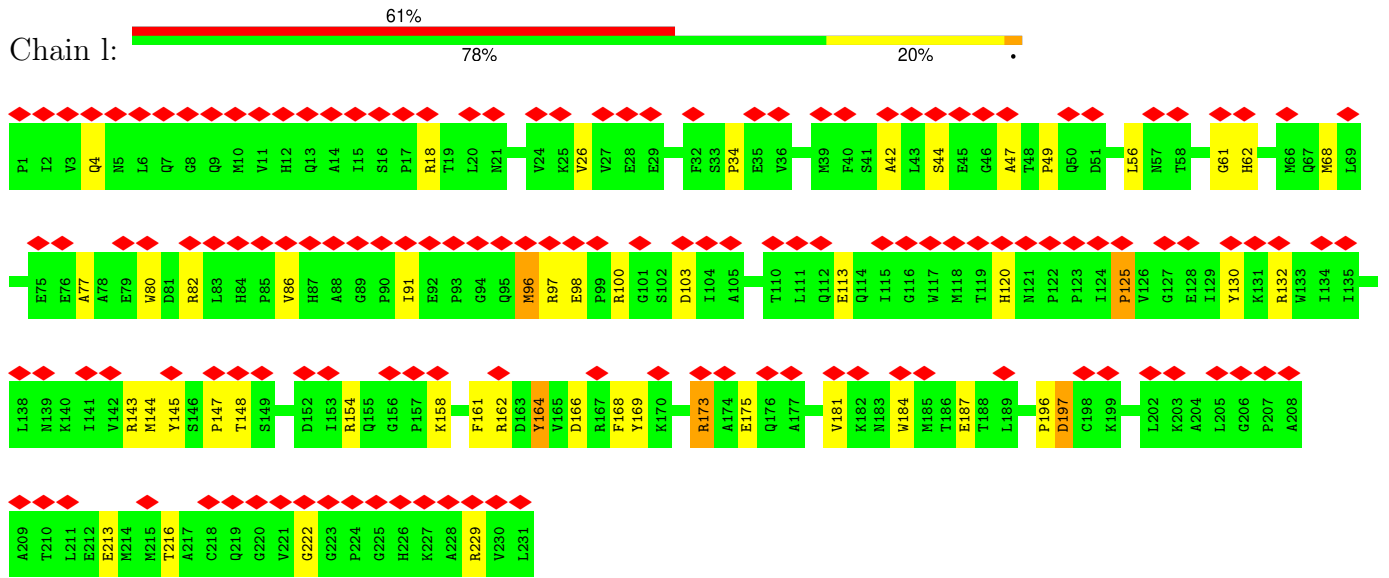 61%
Chain l:
78% 20% •
P1 I2 V3 Q4 N5 L6 Q7 G8 Q9 M10 V11 H12 Q13 A14 I15 S16 P17 R18 T19 L20 N21 V24 K25 V26 V27 E28 E29 F32 S33 P34 E35 V36 M39 F40 S41 A42 L43 S44 E45 G46 A47 T48 P49 Q50 D51 L56 N57 T58 G61 H62 M66 Q67 M68 L69
E75 E76 A77 A78 E79 W80 D81 R82 L83 H84 P85 V86 H87 A88 G89 P90 I91 E92 P93 G94 Q95 M96 R97 E98 P99 R100 G101 S102 D103 I104 A105 T110 L111 Q112 E113 Q114 I115 G116 W117 M118 T119 H120 N121 P122 P123 I124 P125 V126 G127 E128 I129 Y130 K131 R132 W133 I134 I135
L138 N139 K140 I141 V142 R143 M144 Y145 S146 P147 T148 S149 D152 I153 R154 Q155 G156 P157 K158 F161 R162 D163 Y164 V165 D166 R167 F168 Y169 K170 R173 A174 E175 Q176 A177 V181 K182 N183 W184 M185 T186 E187 T188 L189 P196 D197 C198 K199 L202 K203 A204 L205 G206 P207 A208
A209 T210 L211 E212 E213 M214 M215 T216 A217 C218 Q219 G220 V221 G222 G223 P224 G225 H226 K227 A228 R229 V230 L231